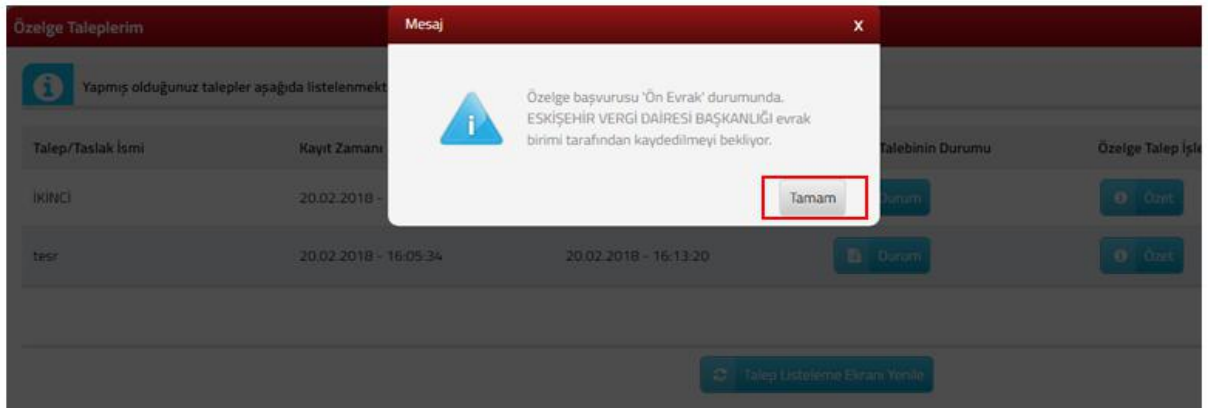 Özelge Taleplerim
Mesaj X
Yapmış olduğunuz talepler aşağıda listelenmekt
Özelge başvurusu 'Ön Evrak' durumunda.
ESKİŞEHİR VERGİ DAİRESİ BAŞKANLIĞI evrak
birimi tarafından kaydedilmeyi bekliyor.
Tamam
Talep/Taslak İsmi Kayıt Zamanı Talebinin Durumu Özelge Talep İşle
İKİNCİ 20.02.2018 - Durum Özet
tesr 20.02.2018 - 16:05:34 20.02.2018 - 16:13:20 Durum Özet
Talep Listeleme Ekranı Yenile